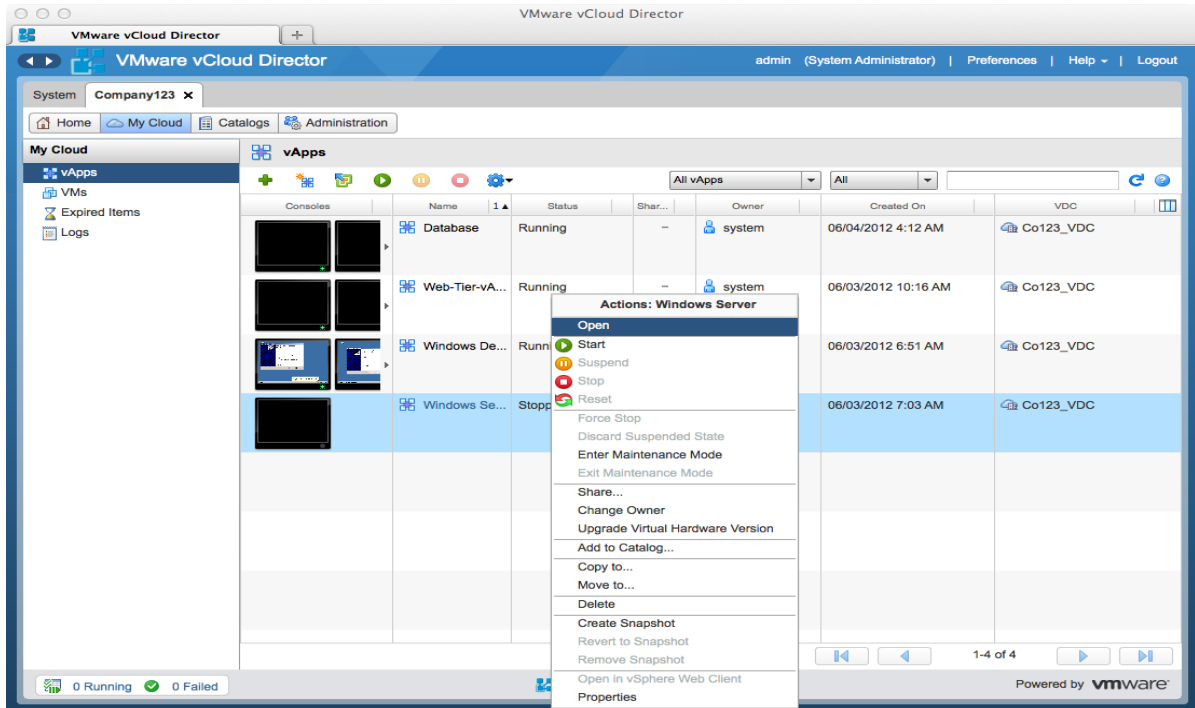 VMware vCloud Director
VMware vCloud Director
VMware vCloud Director
admin (System Administrator) | Preferences | Help | Logout
System Company123 x
Home My Cloud Catalogs Administration
My Cloud
vApps
VMs
Expired Items
Logs
vApps
All vApps All
Consoles Name 1 Status Shar... Owner Created On VDC
Database Running – system 06/04/2012 4:12 AM Co123_VDC
Web-Tier-vA... Running – system 06/03/2012 10:16 AM Co123_VDC
Windows De... Runn 06/03/2012 6:51 AM Co123_VDC
Windows Se... Stopp 06/03/2012 7:03 AM Co123_VDC
Actions: Windows Server
Open
Start
Suspend
Stop
Reset
Force Stop
Discard Suspended State
Enter Maintenance Mode
Exit Maintenance Mode
Share...
Change Owner
Upgrade Virtual Hardware Version
Add to Catalog...
Copy to...
Move to...
Delete
Create Snapshot
Revert to Snapshot
Remove Snapshot
Open in vSphere Web Client
Properties
1-4 of 4
0 Running 0 Failed
Powered by vmware